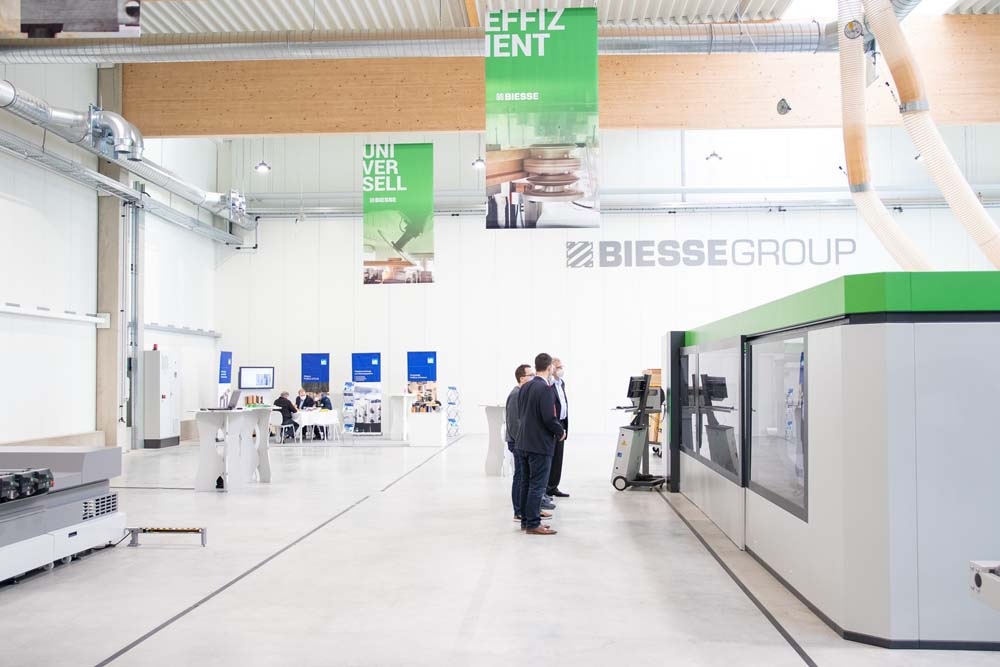 EFFIZ
IENT
BIESSE
UNI
VER
SELL
BIESSE
BIESSEGROUP